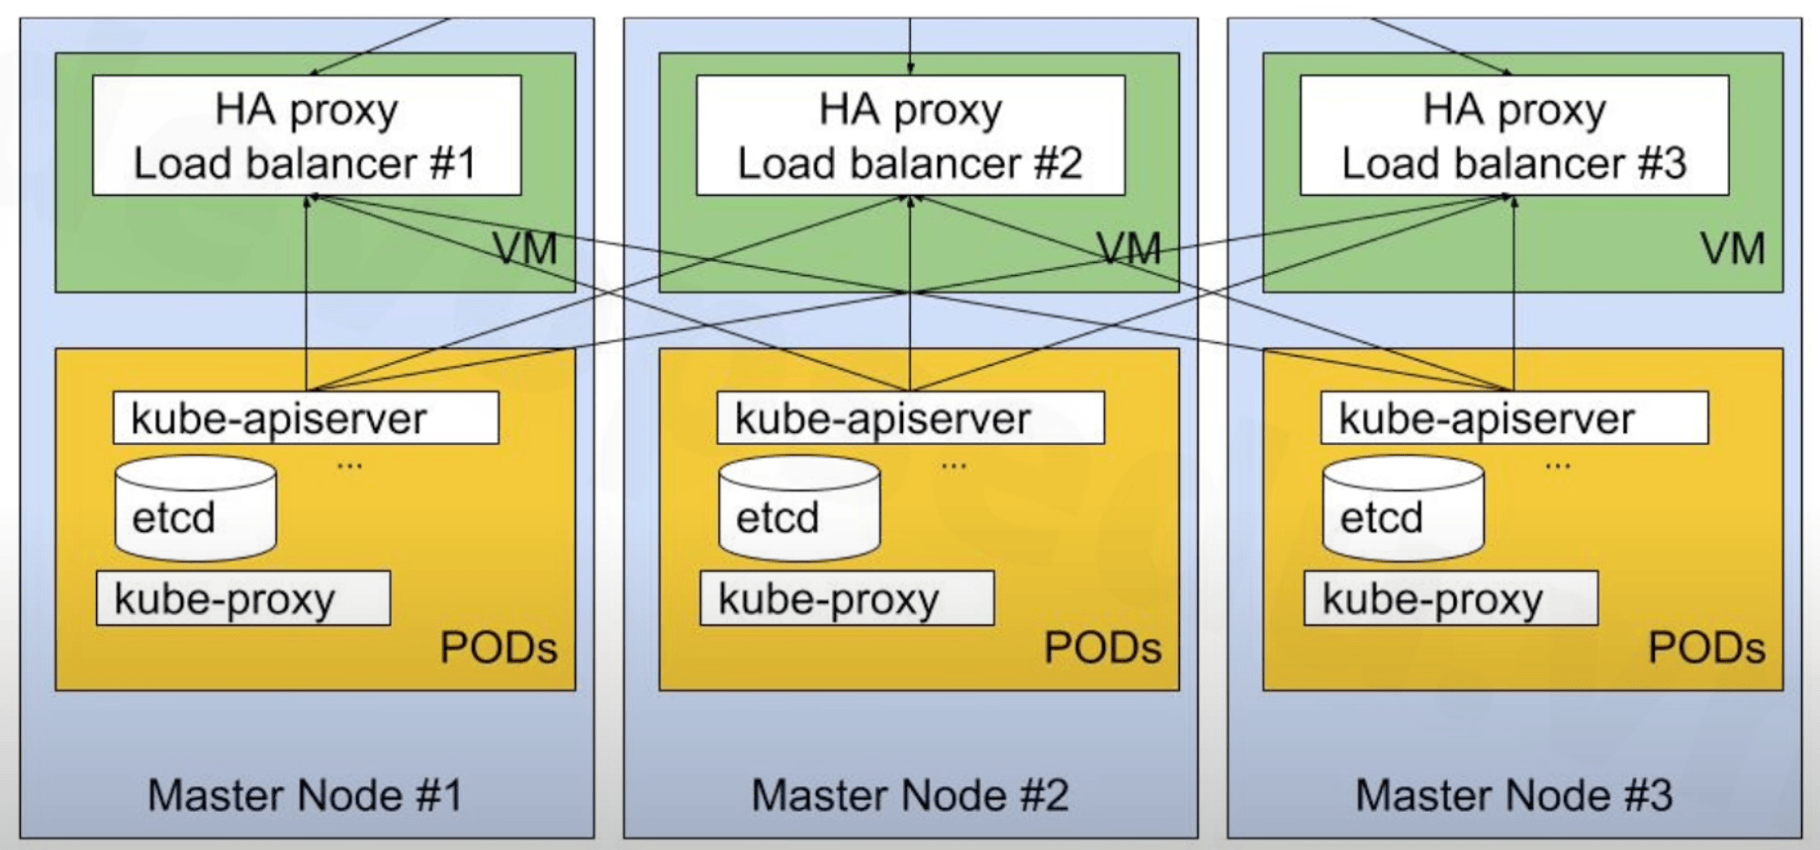 HA proxy
Load balancer #1
VM
kube-apiserver
...
etcd
kube-proxy
PODs
Master Node #1
HA proxy
Load balancer #2
VM
kube-apiserver
...
etcd
kube-proxy
PODs
Master Node #2
HA proxy
Load balancer #3
VM
kube-apiserver
...
etcd
kube-proxy
PODs
Master Node #3